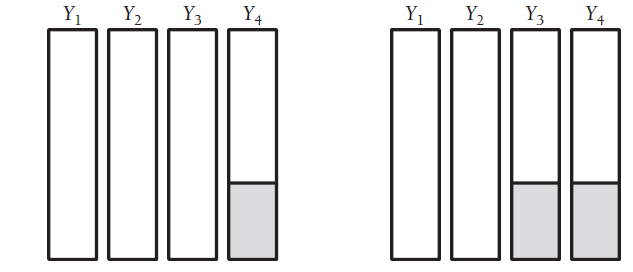 Y₁ Y₂ Y₃ Y₄ Y₁ Y₂ Y₃ Y₄